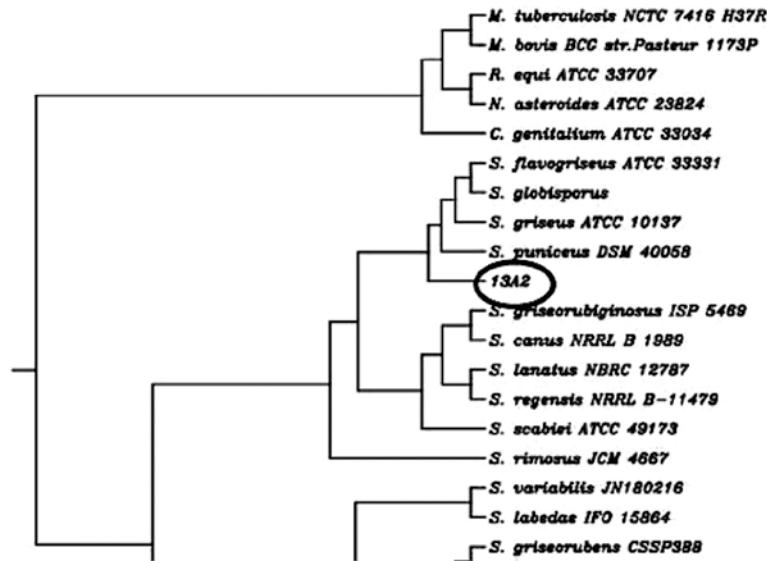 M. tuberculosis NCTC 7416 H37R
M. bovis BCG str.Pasteur 1173P
R. equi ATCC 33707
N. asteroides ATCC 23824
C. genitalium ATCC 33034
S. flavogriseus ATCC 33331
S. globisporus
S. griseus ATCC 10137
S. puniceus DSM 40058
13A2
S. griseorubiginosus ISP 5469
S. canus NRRL B 1989
S. lanatus NBRC 12787
S. regensis NRRL B-11479
S. scabiei ATCC 49173
S. rimosus JCM 4667
S. variabilis JN180216
S. labedae IFO 15864
S. griseorubens CSSP388